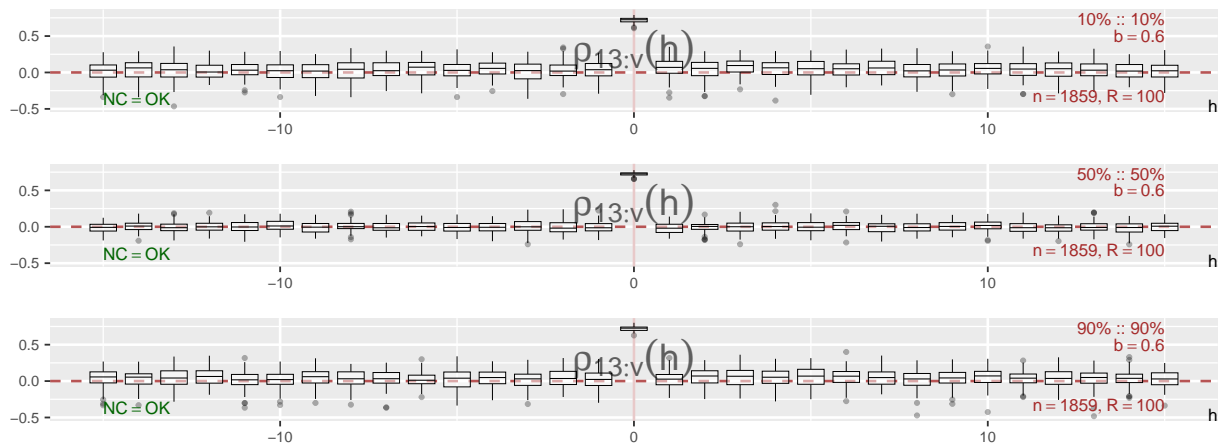 10% :: 10%
0.5
b = 0.6
ρ13:v(h)
0.0
−0.5
NC = OK
n = 1859, R = 100
h
−10
0
10
50% :: 50%
0.5
b = 0.6
ρ13:v(h)
0.0
−0.5
NC = OK
n = 1859, R = 100
h
−10
0
10
90% :: 90%
0.5
b = 0.6
ρ13:v(h)
0.0
−0.5
NC = OK
n = 1859, R = 100
h
−10
0
10